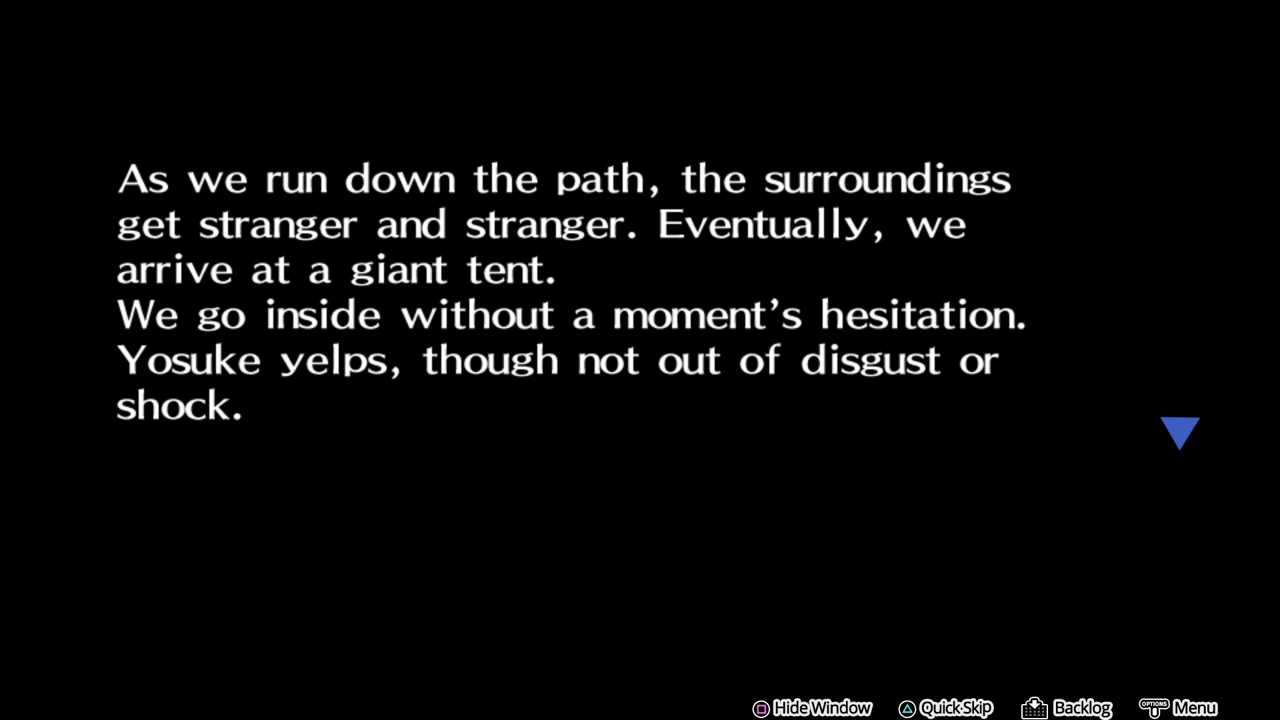 As we run down the path, the surroundings
get stranger and stranger. Eventually, we
arrive at a giant tent.
We go inside without a moment's hesitation.
Yosuke yelps, though not out of disgust or
shock.
Hide Window Quick Skip Backlog OPTIONS Menu